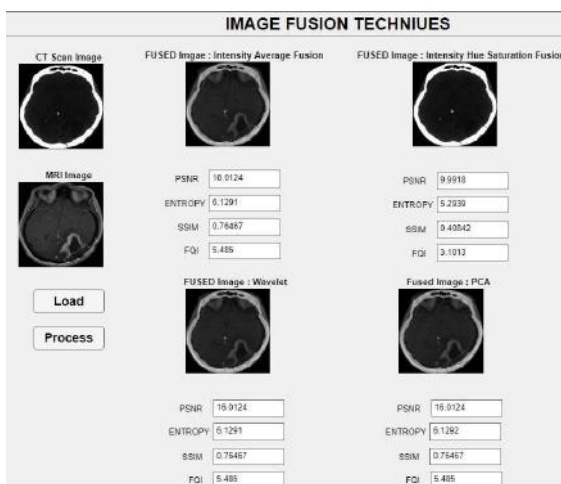 IMAGE FUSION TECHNIUES
CT Scan Image
FUSED Imgae : Intensity Average Fusion
FUSED Image : Intensity Hue Saturation Fusion
MRI Image
PSNR 16.0124
ENTROPY 6.1291
SSIM 0.76467
FQI 5.485
PSNR 9.9918
ENTROPY 5.2939
SSIM 0.40842
FQI 3.1013
Load
Process
FUSED Image : Wavelet
Fused Image : PCA
PSNR 16.0124
ENTROPY 6.1291
SSIM 0.76467
FQI 5.485
PSNR 16.0124
ENTROPY 6.1292
SSIM 0.76467
FQI 5.485